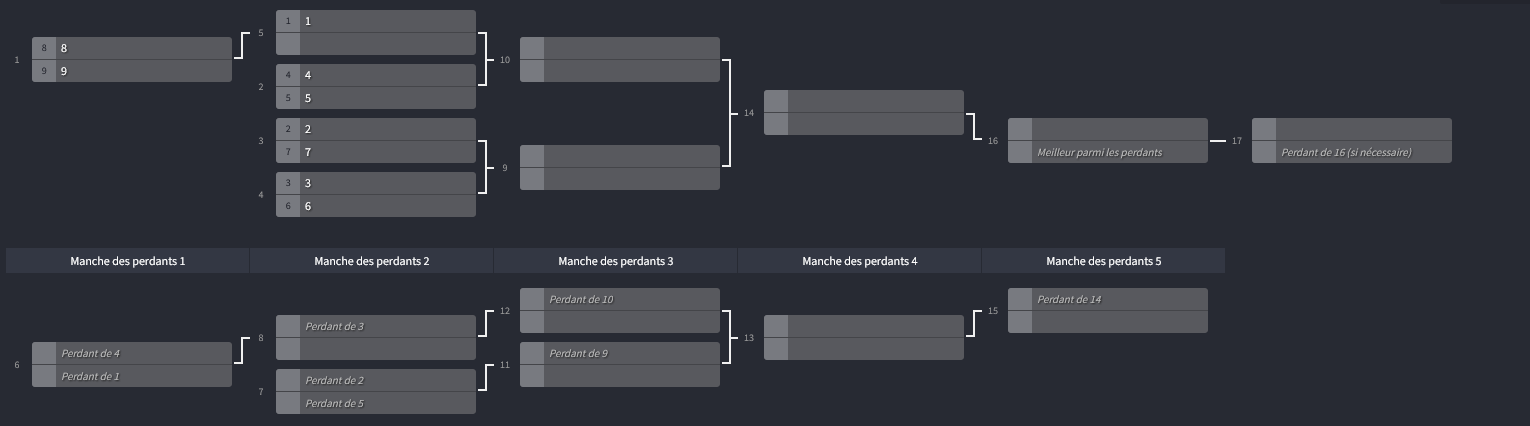 1
8 8
9 9
5
1 1
2
4 4
5 5
3
2 2
7 7
4
3 3
6 6
10
9
14
16
Meilleur parmi les perdants
17
Perdant de 16 (si nécessaire)
Manche des perdants 1
Manche des perdants 2
Manche des perdants 3
Manche des perdants 4
Manche des perdants 5
6
Perdant de 4
Perdant de 1
8
Perdant de 3
7
Perdant de 2
Perdant de 5
12
Perdant de 10
11
Perdant de 9
13
15
Perdant de 14